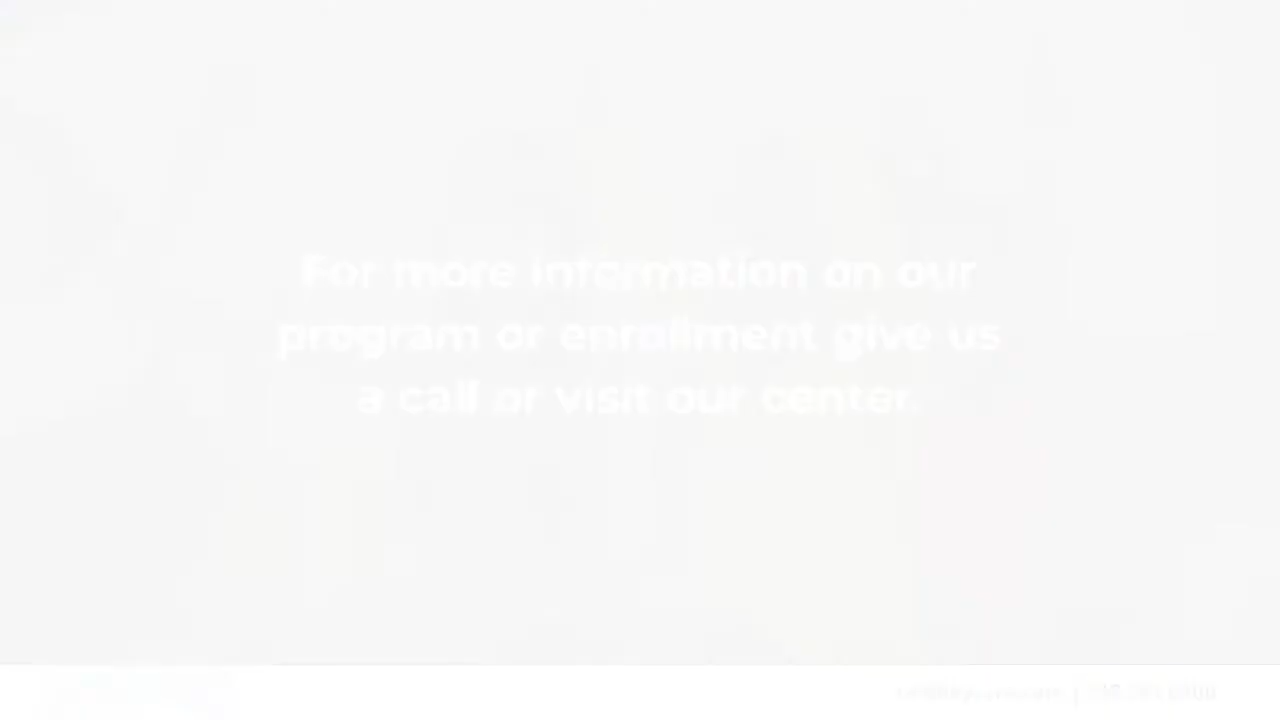 For more information on our
program or enrollment give us
a call or visit our center.